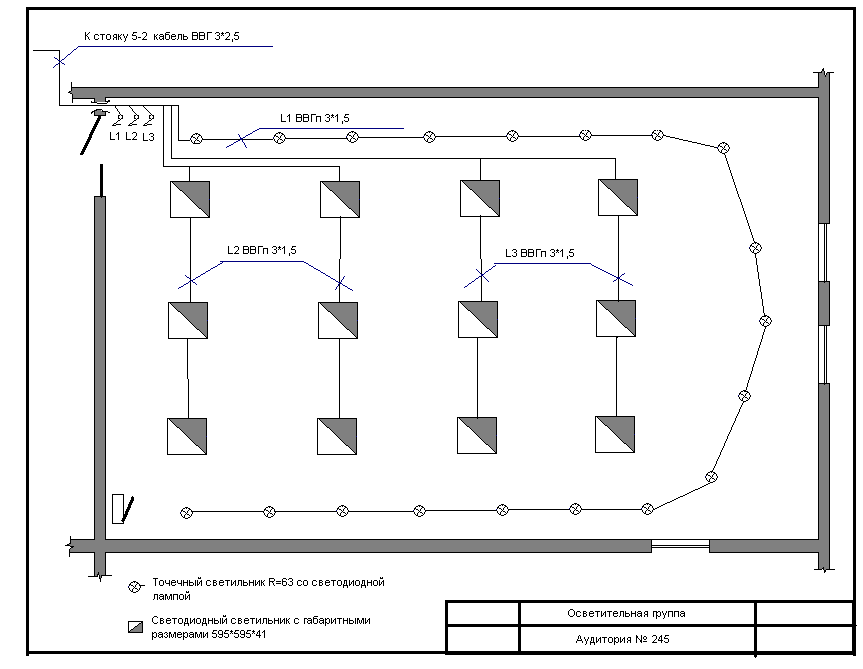 К стояку 5-2 кабель ВВГ 3*2,5
L1 L2 L3
L1 ВВГп 3*1,5
L2 ВВГп 3*1,5
L3 ВВГп 3*1,5
Точечный светильник R=63 со светодиодной
лампой
Светодиодный светильник с габаритными
размерами 595*595*41
Осветительная группа
Аудитория № 245